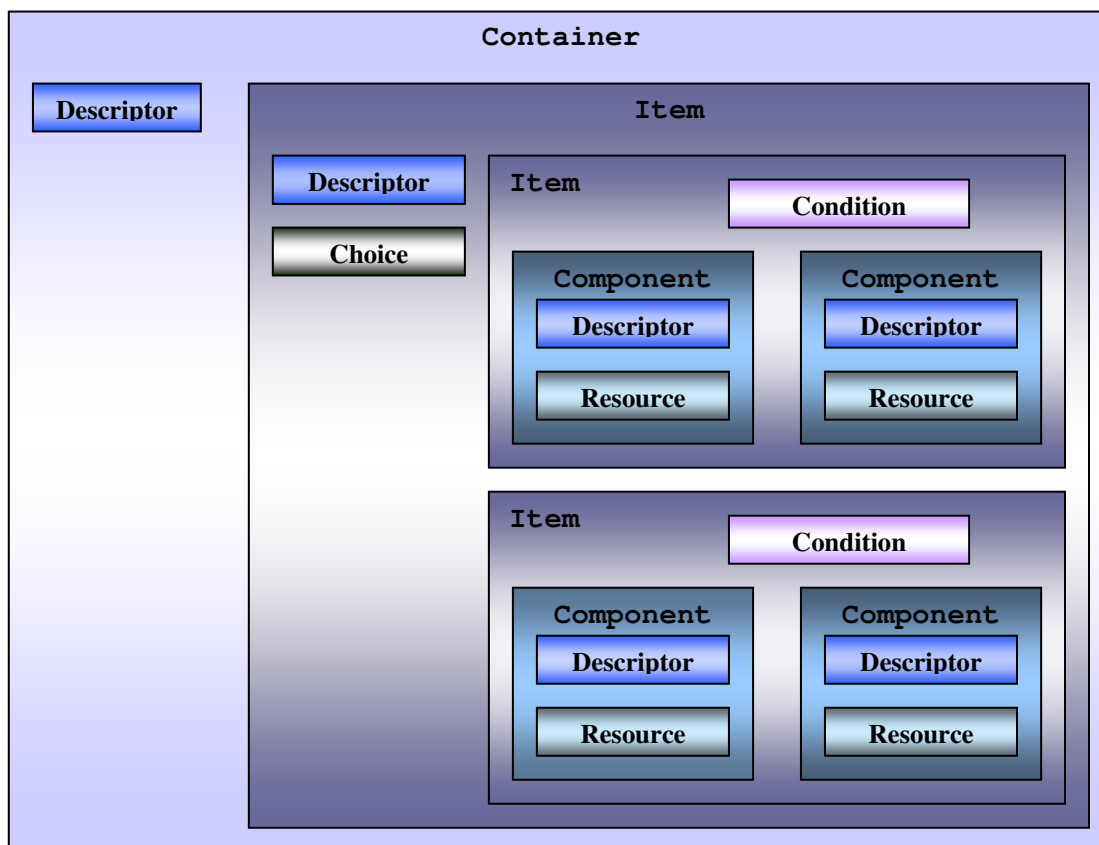 Container
Descriptor
Item
Descriptor
Choice
Item
Condition
Component
Descriptor
Resource
Component
Descriptor
Resource
Item
Condition
Component
Descriptor
Resource
Component
Descriptor
Resource